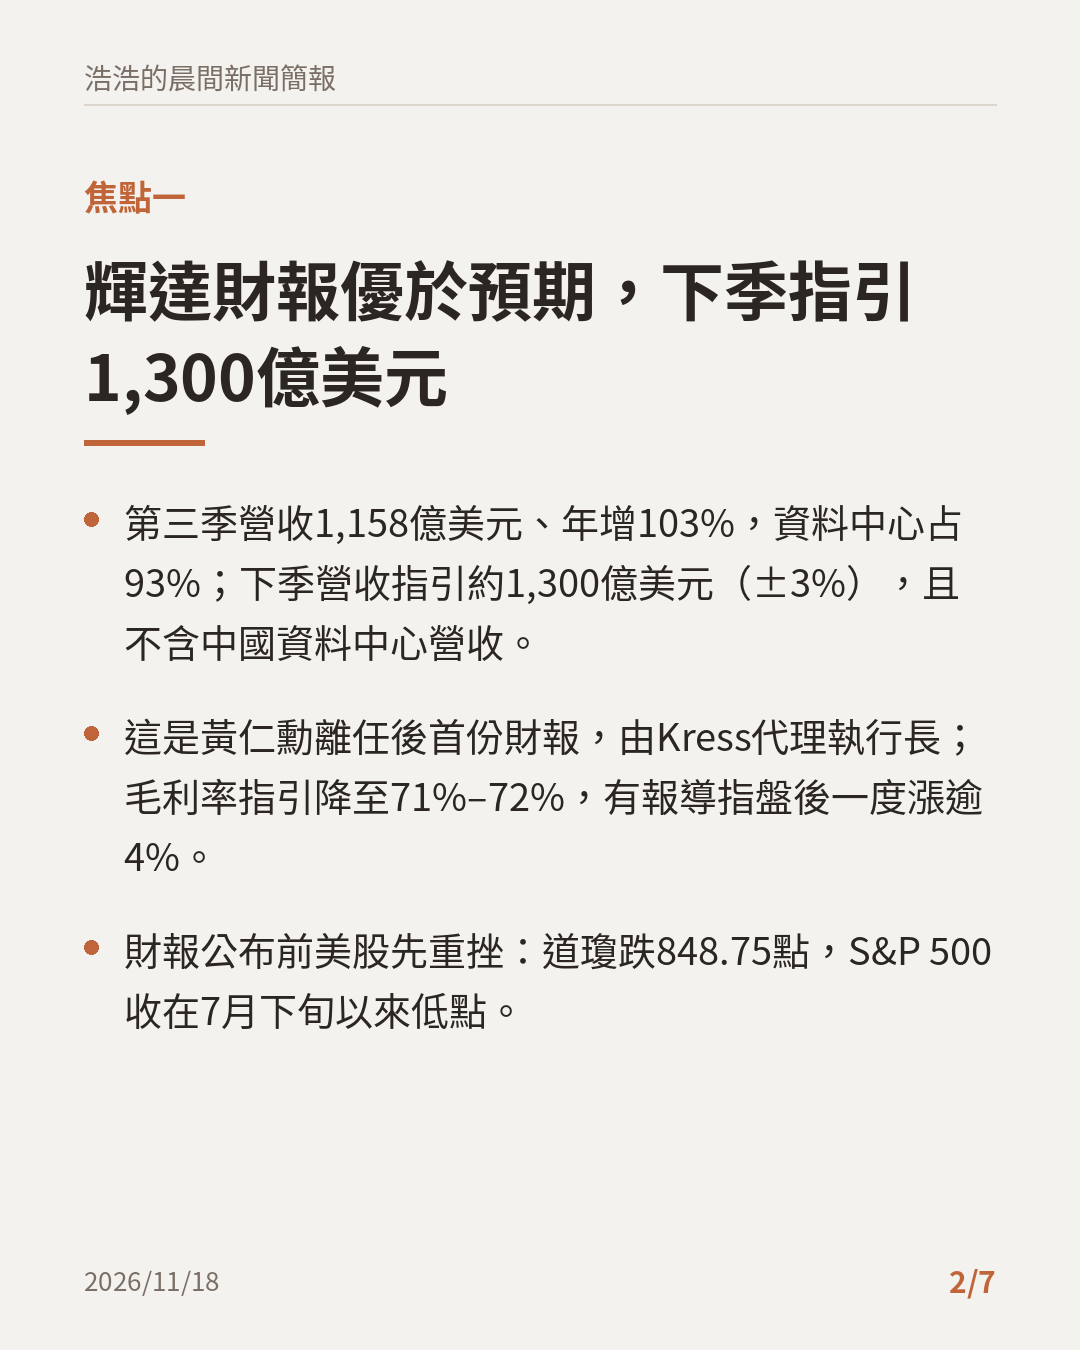 浩浩的晨間新聞簡報
焦點一
輝達財報優於預期，下季指引
1,300億美元
第三季營收1,158億美元、年增103%，資料中心占
93%；下季營收指引約1,300億美元（±3%），且
不含中國資料中心營收。
這是黃仁勳離任後首份財報，由Kress代理執行長；
毛利率指引降至71%–72%，有報導指盤後一度漲逾
4%。
財報公布前美股先重挫：道瓊跌848.75點，S&P 500
收在7月下旬以來低點。
2026/11/18
2/7